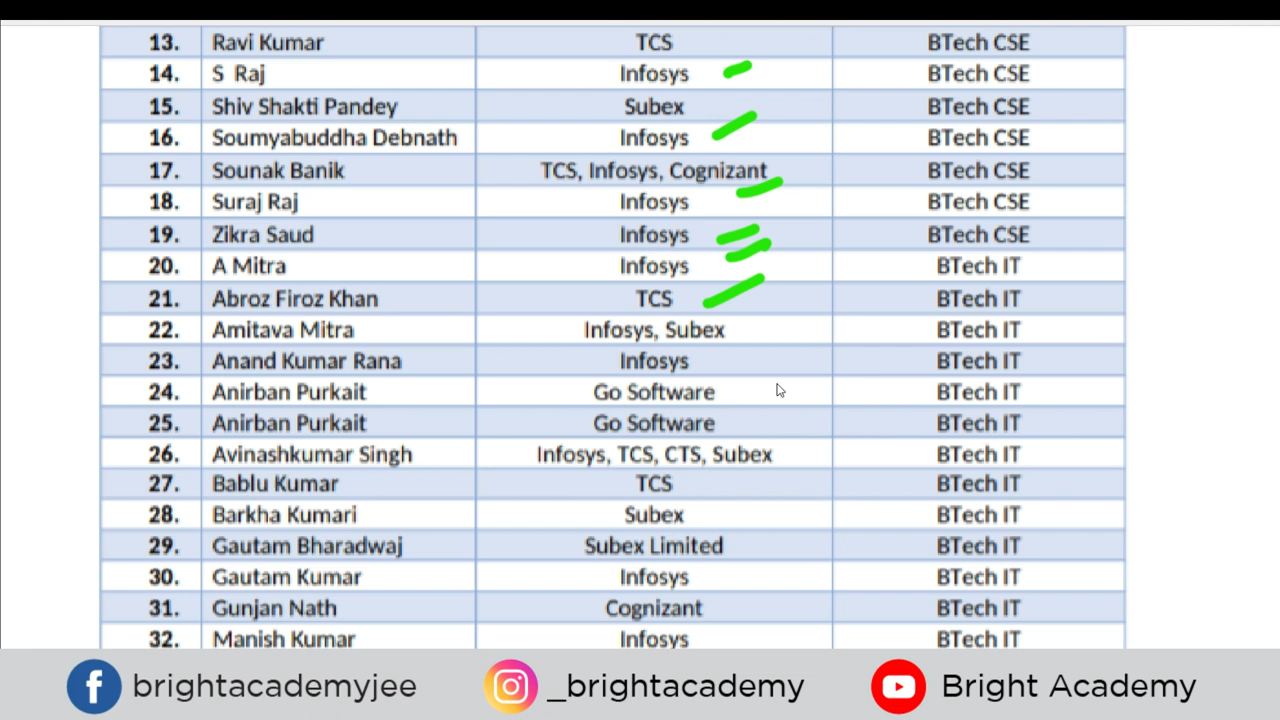 13. Ravi Kumar TCS BTech CSE
14. S Raj Infosys BTech CSE
15. Shiv Shakti Pandey Subex BTech CSE
16. Soumyabuddha Debnath Infosys BTech CSE
17. Sounak Banik TCS, Infosys, Cognizant BTech CSE
18. Suraj Raj Infosys BTech CSE
19. Zikra Saud Infosys BTech CSE
20. A Mitra Infosys BTech IT
21. Abroz Firoz Khan TCS BTech IT
22. Amitava Mitra Infosys, Subex BTech IT
23. Anand Kumar Rana Infosys BTech IT
24. Anirban Purkait Go Software BTech IT
25. Anirban Purkait Go Software BTech IT
26. Avinashkumar Singh Infosys, TCS, CTS, Subex BTech IT
27. Bablu Kumar TCS BTech IT
28. Barkha Kumari Subex BTech IT
29. Gautam Bharadwaj Subex Limited BTech IT
30. Gautam Kumar Infosys BTech IT
31. Gunjan Nath Cognizant BTech IT
32. Manish Kumar Infosys BTech IT
brightacademyjee _brightacademy Bright Academy